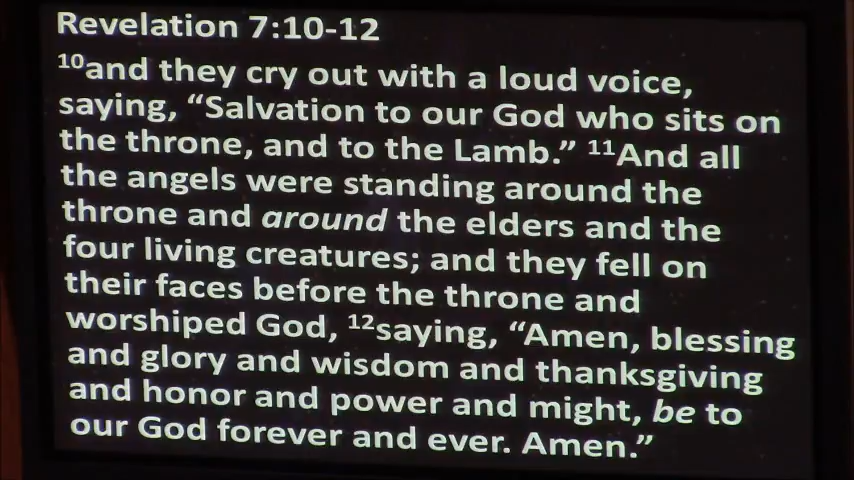 Revelation 7:10-12
10and they cry out with a loud voice,
saying, “Salvation to our God who sits on
the throne, and to the Lamb.” 11And all
the angels were standing around the
throne and around the elders and the
four living creatures; and they fell on
their faces before the throne and
worshiped God, 12saying, “Amen, blessing
and glory and wisdom and thanksgiving
and honor and power and might, be to
our God forever and ever. Amen.”